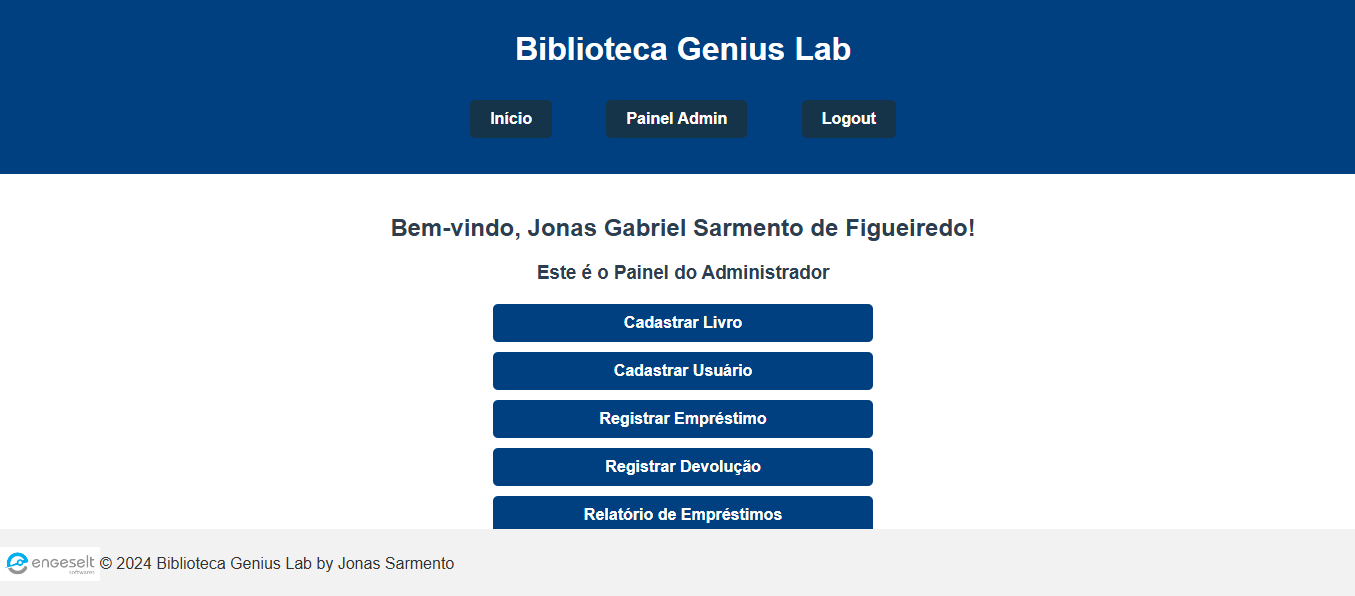 Biblioteca Genius Lab
Início Painel Admin Logout
Bem-vindo, Jonas Gabriel Sarmento de Figueiredo!
Este é o Painel do Administrador
Cadastrar Livro
Cadastrar Usuário
Registrar Empréstimo
Registrar Devolução
Relatório de Empréstimos
engeselt
softwares
© 2024 Biblioteca Genius Lab by Jonas Sarmento